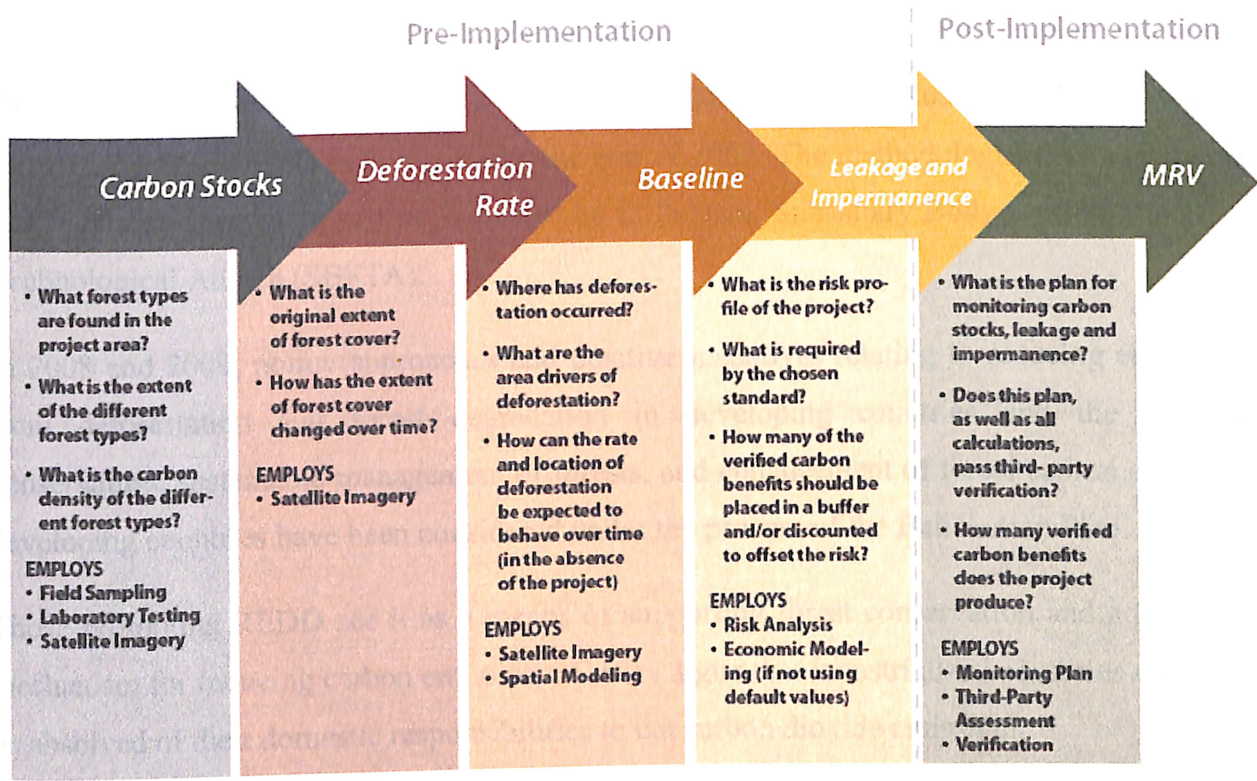 Pre-Implementation
Post-Implementation
Carbon Stocks
Deforestation
Rate
Baseline
Leakage and
Impermanence
MRV
• What forest types
are found in the
project area?
• What is the extent
of the different
forest types?
• What is the carbon
density of the differ-
ent forest types?
EMPLOYS
• Field Sampling
• Laboratory Testing
• Satellite Imagery
• What is the
original extent
of forest cover?
• How has the extent
of forest cover
changed over time?
EMPLOYS
• Satellite Imagery
• Where has defores-
tation occurred?
• What are the
area drivers of
deforestation?
• How can the rate
and location of
deforestation
be expected to
behave over time
(in the absence
of the project)
EMPLOYS
• Satellite Imagery
• Spatial Modeling
• What is the risk pro-
file of the project?
• What is required
by the chosen
standard?
• How many of the
verified carbon
benefits should be
placed in a buffer
and/or discounted
to offset the risk?
EMPLOYS
• Risk Analysis
• Economic Model-
ing (if not using
default values)
• What is the plan for
monitoring carbon
stocks, leakage and
impermanence?
• Does this plan,
as well as all
calculations,
pass third- party
verification?
• How many verified
carbon benefits
does the project
produce?
EMPLOYS
• Monitoring Plan
• Third-Party
Assessment
• Verification